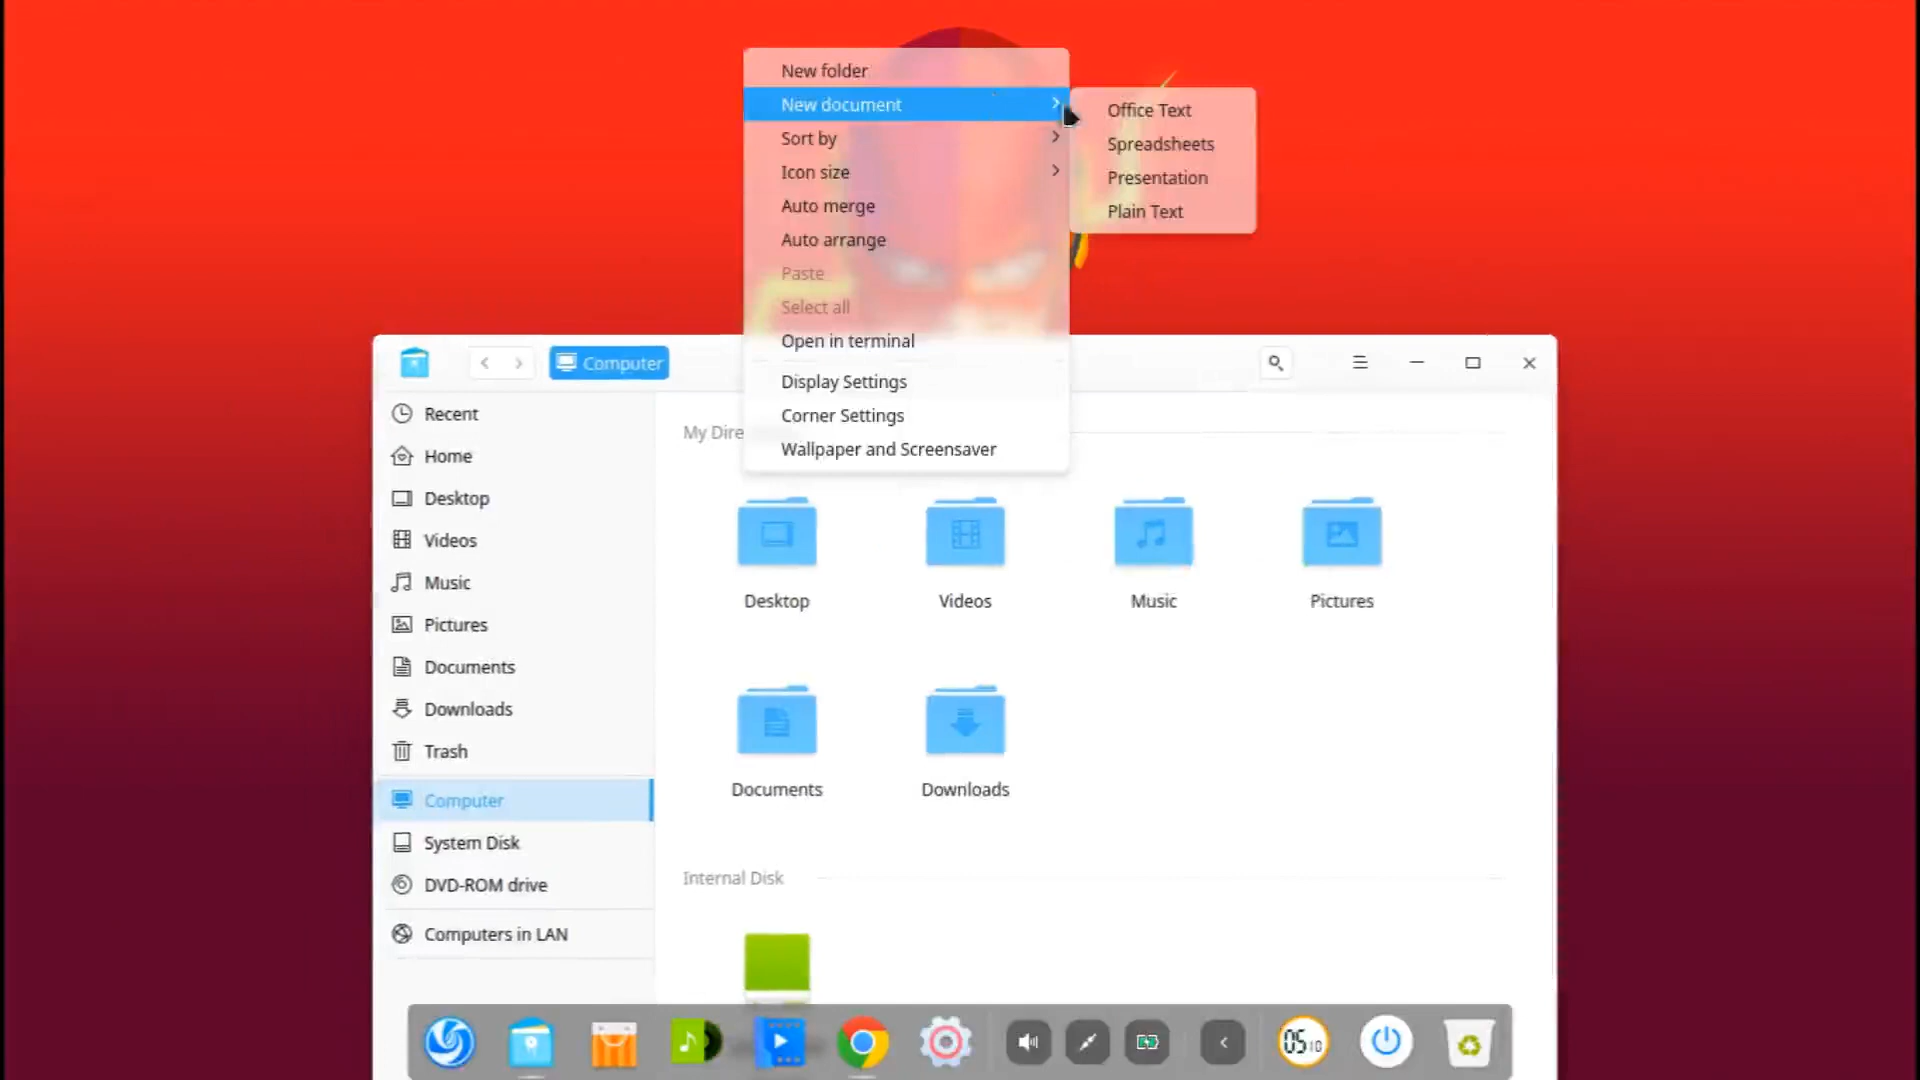 New folder
New document
Sort by
Icon size
Auto merge
Auto arrange
Paste
Select all
Open in terminal
Display Settings
Corner Settings
Wallpaper and Screensaver
Office Text
Spreadsheets
Presentation
Plain Text
Computer
Recent
Home
Desktop
Videos
Music
Pictures
Documents
Downloads
Trash
Computer
System Disk
DVD-ROM drive
Computers in LAN
My Dire
Desktop
Videos
Music
Pictures
Documents
Downloads
Internal Disk
05 10